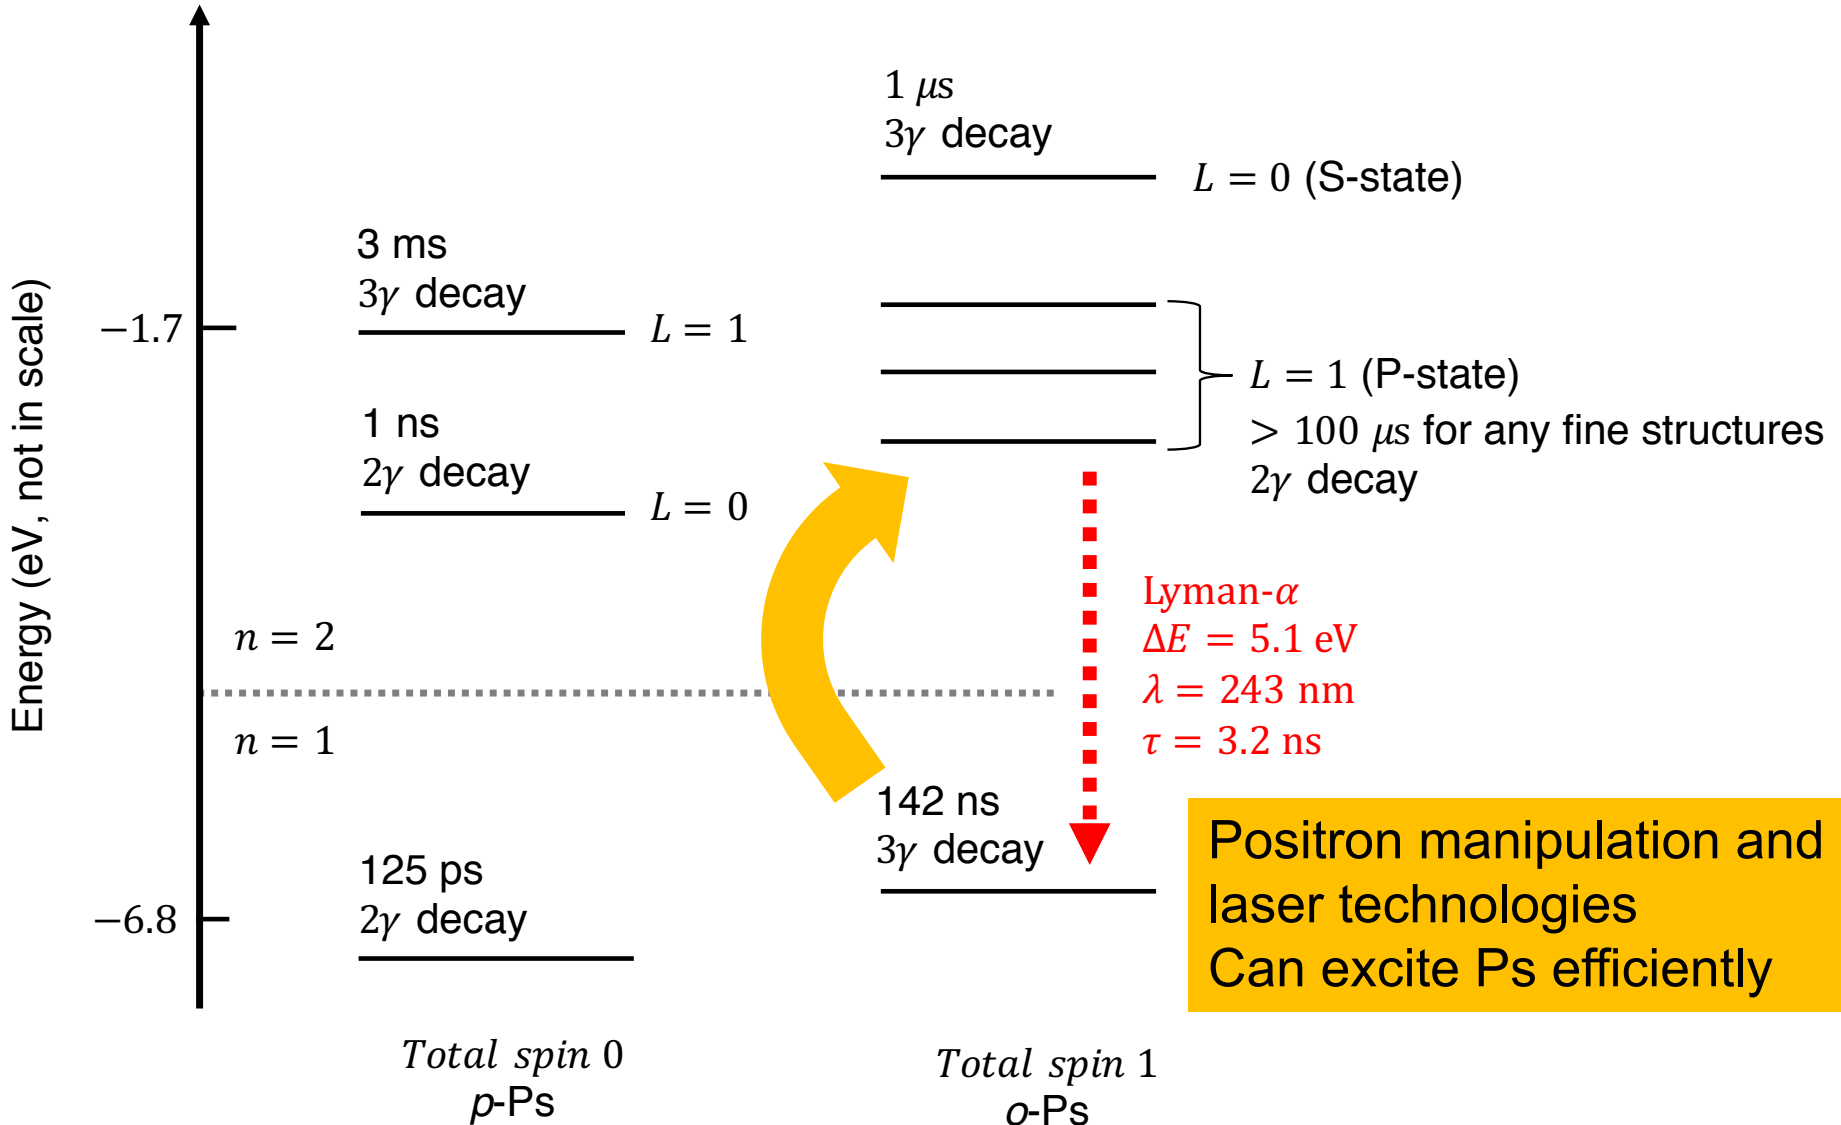 Energy (eV, not in scale)
−1.7
−6.8
n = 2
n = 1
3 ms
3γ decay
L = 1
1 ns
2γ decay
L = 0
125 ps
2γ decay
Total spin 0
p-Ps
1 μs
3γ decay
L = 0 (S-state)
L = 1 (P-state)
> 100 μs for any fine structures
2γ decay
Lyman-α
ΔE = 5.1 eV
λ = 243 nm
τ = 3.2 ns
142 ns
3γ decay
Total spin 1
o-Ps
Positron manipulation and
laser technologies
Can excite Ps efficiently